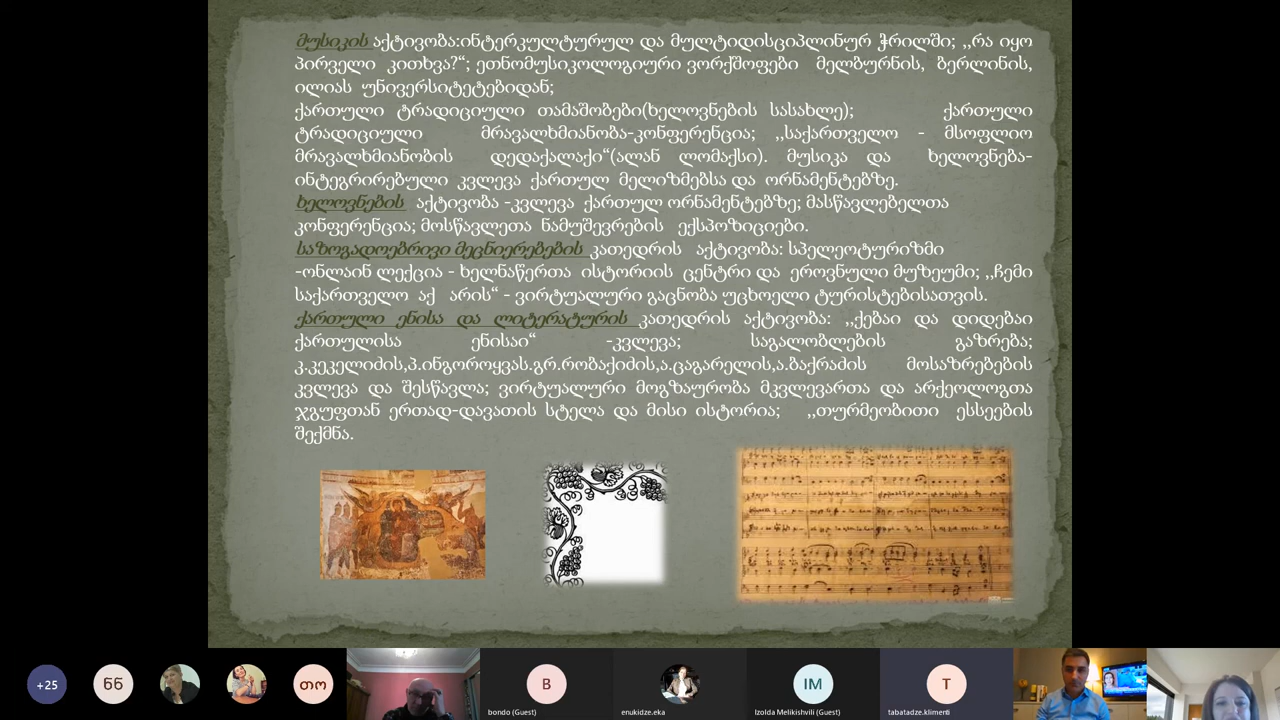 მუსიკის აქტივობა:ინტერკულტურულ და მულტიდისციპლინურ ჭრილში; ,,რა იყო
პირველი კითხვა?“; ეთნომუსიკოლოგიური ვორქშოფები მელბურნის, ბერლინის,
ილიას უნივერსიტეტებიდან;
ქართული ტრადიციული თამაშობები(ხელოვნების სასახლე); ქართული
ტრადიციული მრავალხმიანობა-კონფერენცია; ,,საქართველო - მსოფლიო
მრავალხმიანობის დედაქალაქი“(ალან ლომაქსი). მუსიკა და ხელოვნება-
ინტეგრირებული კვლევა ქართულ მელიზმებსა და ორნამენტებზე.
ხელოვნების აქტივობა -კვლევა ქართულ ორნამენტებზე; მასწავლებელთა
კონფერენცია; მოსწავლეთა ნამუშევრების ექსპოზიციები.
საზოგადოებრივი მეცნიერებების კათედრის აქტივობა: სპელეოტურიზმი
-ონლაინ ლექცია - ხელნაწერთა ისტორიის ცენტრი და ეროვნული მუზეუმი; ,,ჩემი
საქართველო აქ არის“ - ვირტუალური გაცნობა უცხოელი ტურისტებისათვის.
ქართული ენისა და ლიტერატურის კათედრის აქტივობა: ,,ქებაი და დიდებაი
ქართულისა ენისაი“ -კვლევა; საგალობლების გაზრება;
კ.კეკელიძის,პ.ინგოროყვას.გრ.რობაქიძის,ა.ცაგარელის,ა.ბაქრაძის მოსაზრებების
კვლევა და შესწავლა; ვირტუალური მოგზაურობა მკვლევართა და არქეოლოგთა
ჯგუფთან ერთად-დავათის სტელა და მისი ისტორია; ,,თურმეობითი ესსეების
შექმნა.
+25
ნნ
თო
B
IM
T
bondo (Guest)
enukidze.eka
Izolda Melikishvili (Guest)
tabatadze.klimenti